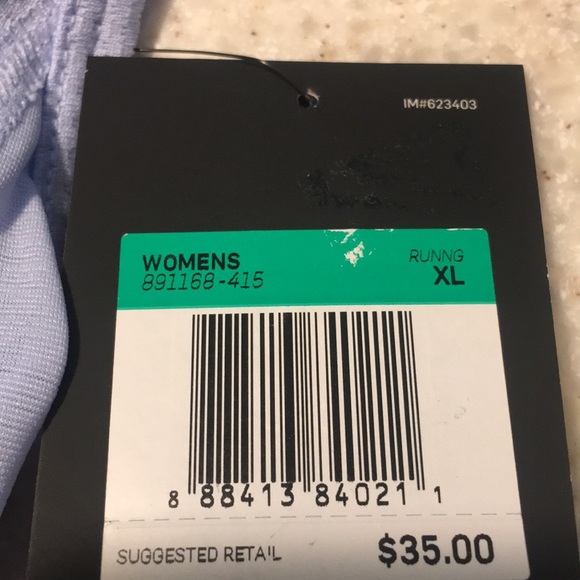 IM#623403
WOMENS RUNNG
891168-415 XL
8 88413 84021 1
SUGGESTED RETAIL $35.00